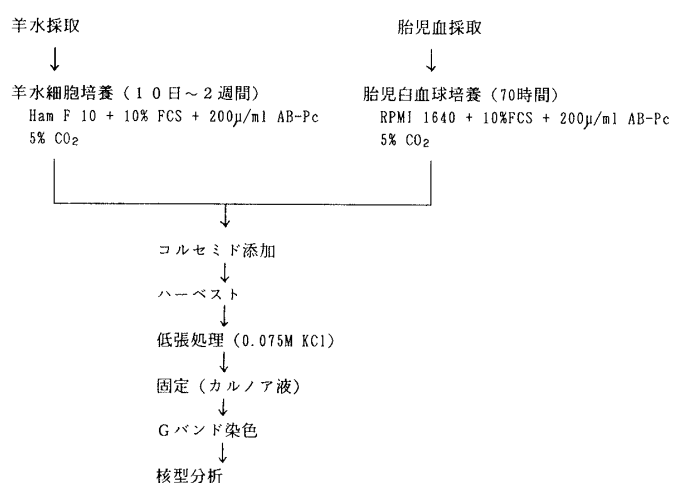 羊水採取
羊水細胞培養（１０日～２週間）
Ham F 10 + 10% FCS + 200μ/ml AB-Pc
5% CO₂
胎児血採取
胎児白血球培養（70時間）
RPMI 1640 + 10%FCS + 200μ/ml AB-Pc
5% CO₂
コルセミド添加
ハーベスト
低張処理（0.075M KCl）
固定（カルノア液）
Ｇバンド染色
核型分析